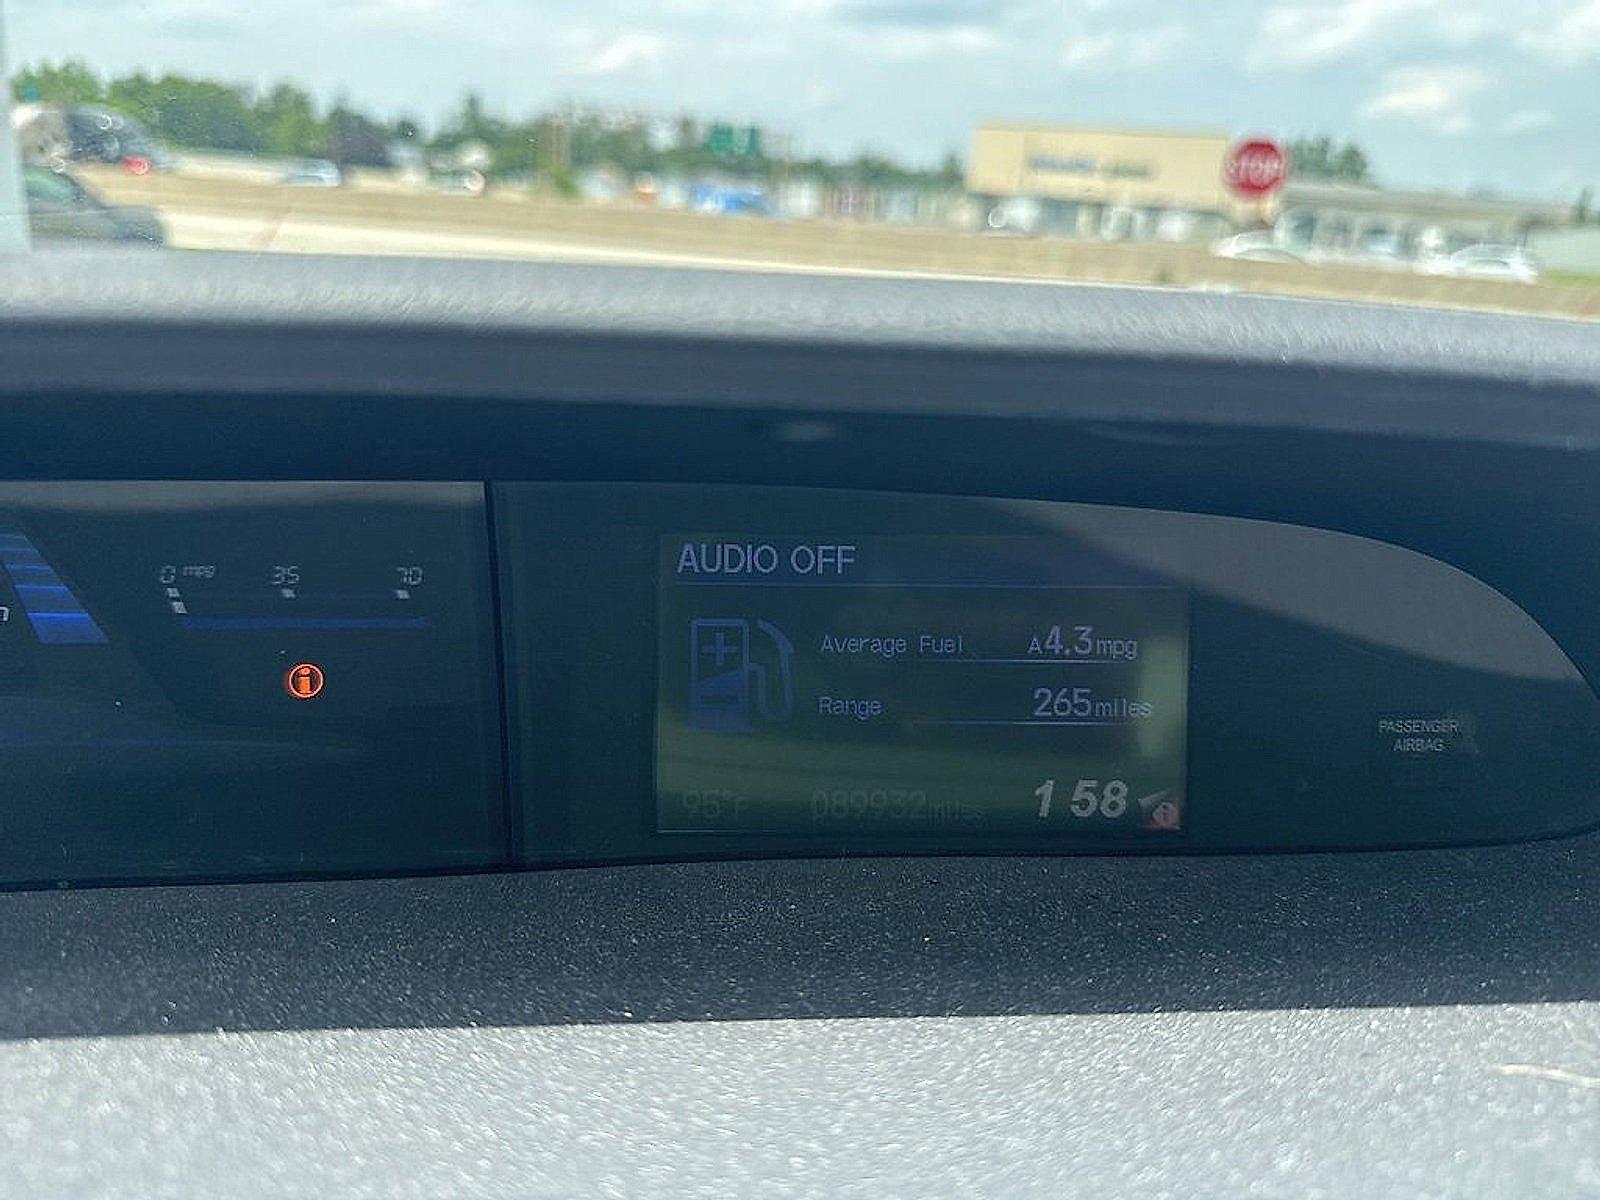 STOP
0 mpg 35 70
AUDIO OFF
Average Fuel A4.3mpg
Range 265miles
95°F 089932miles 1 58
PASSENGER
AIRBAG